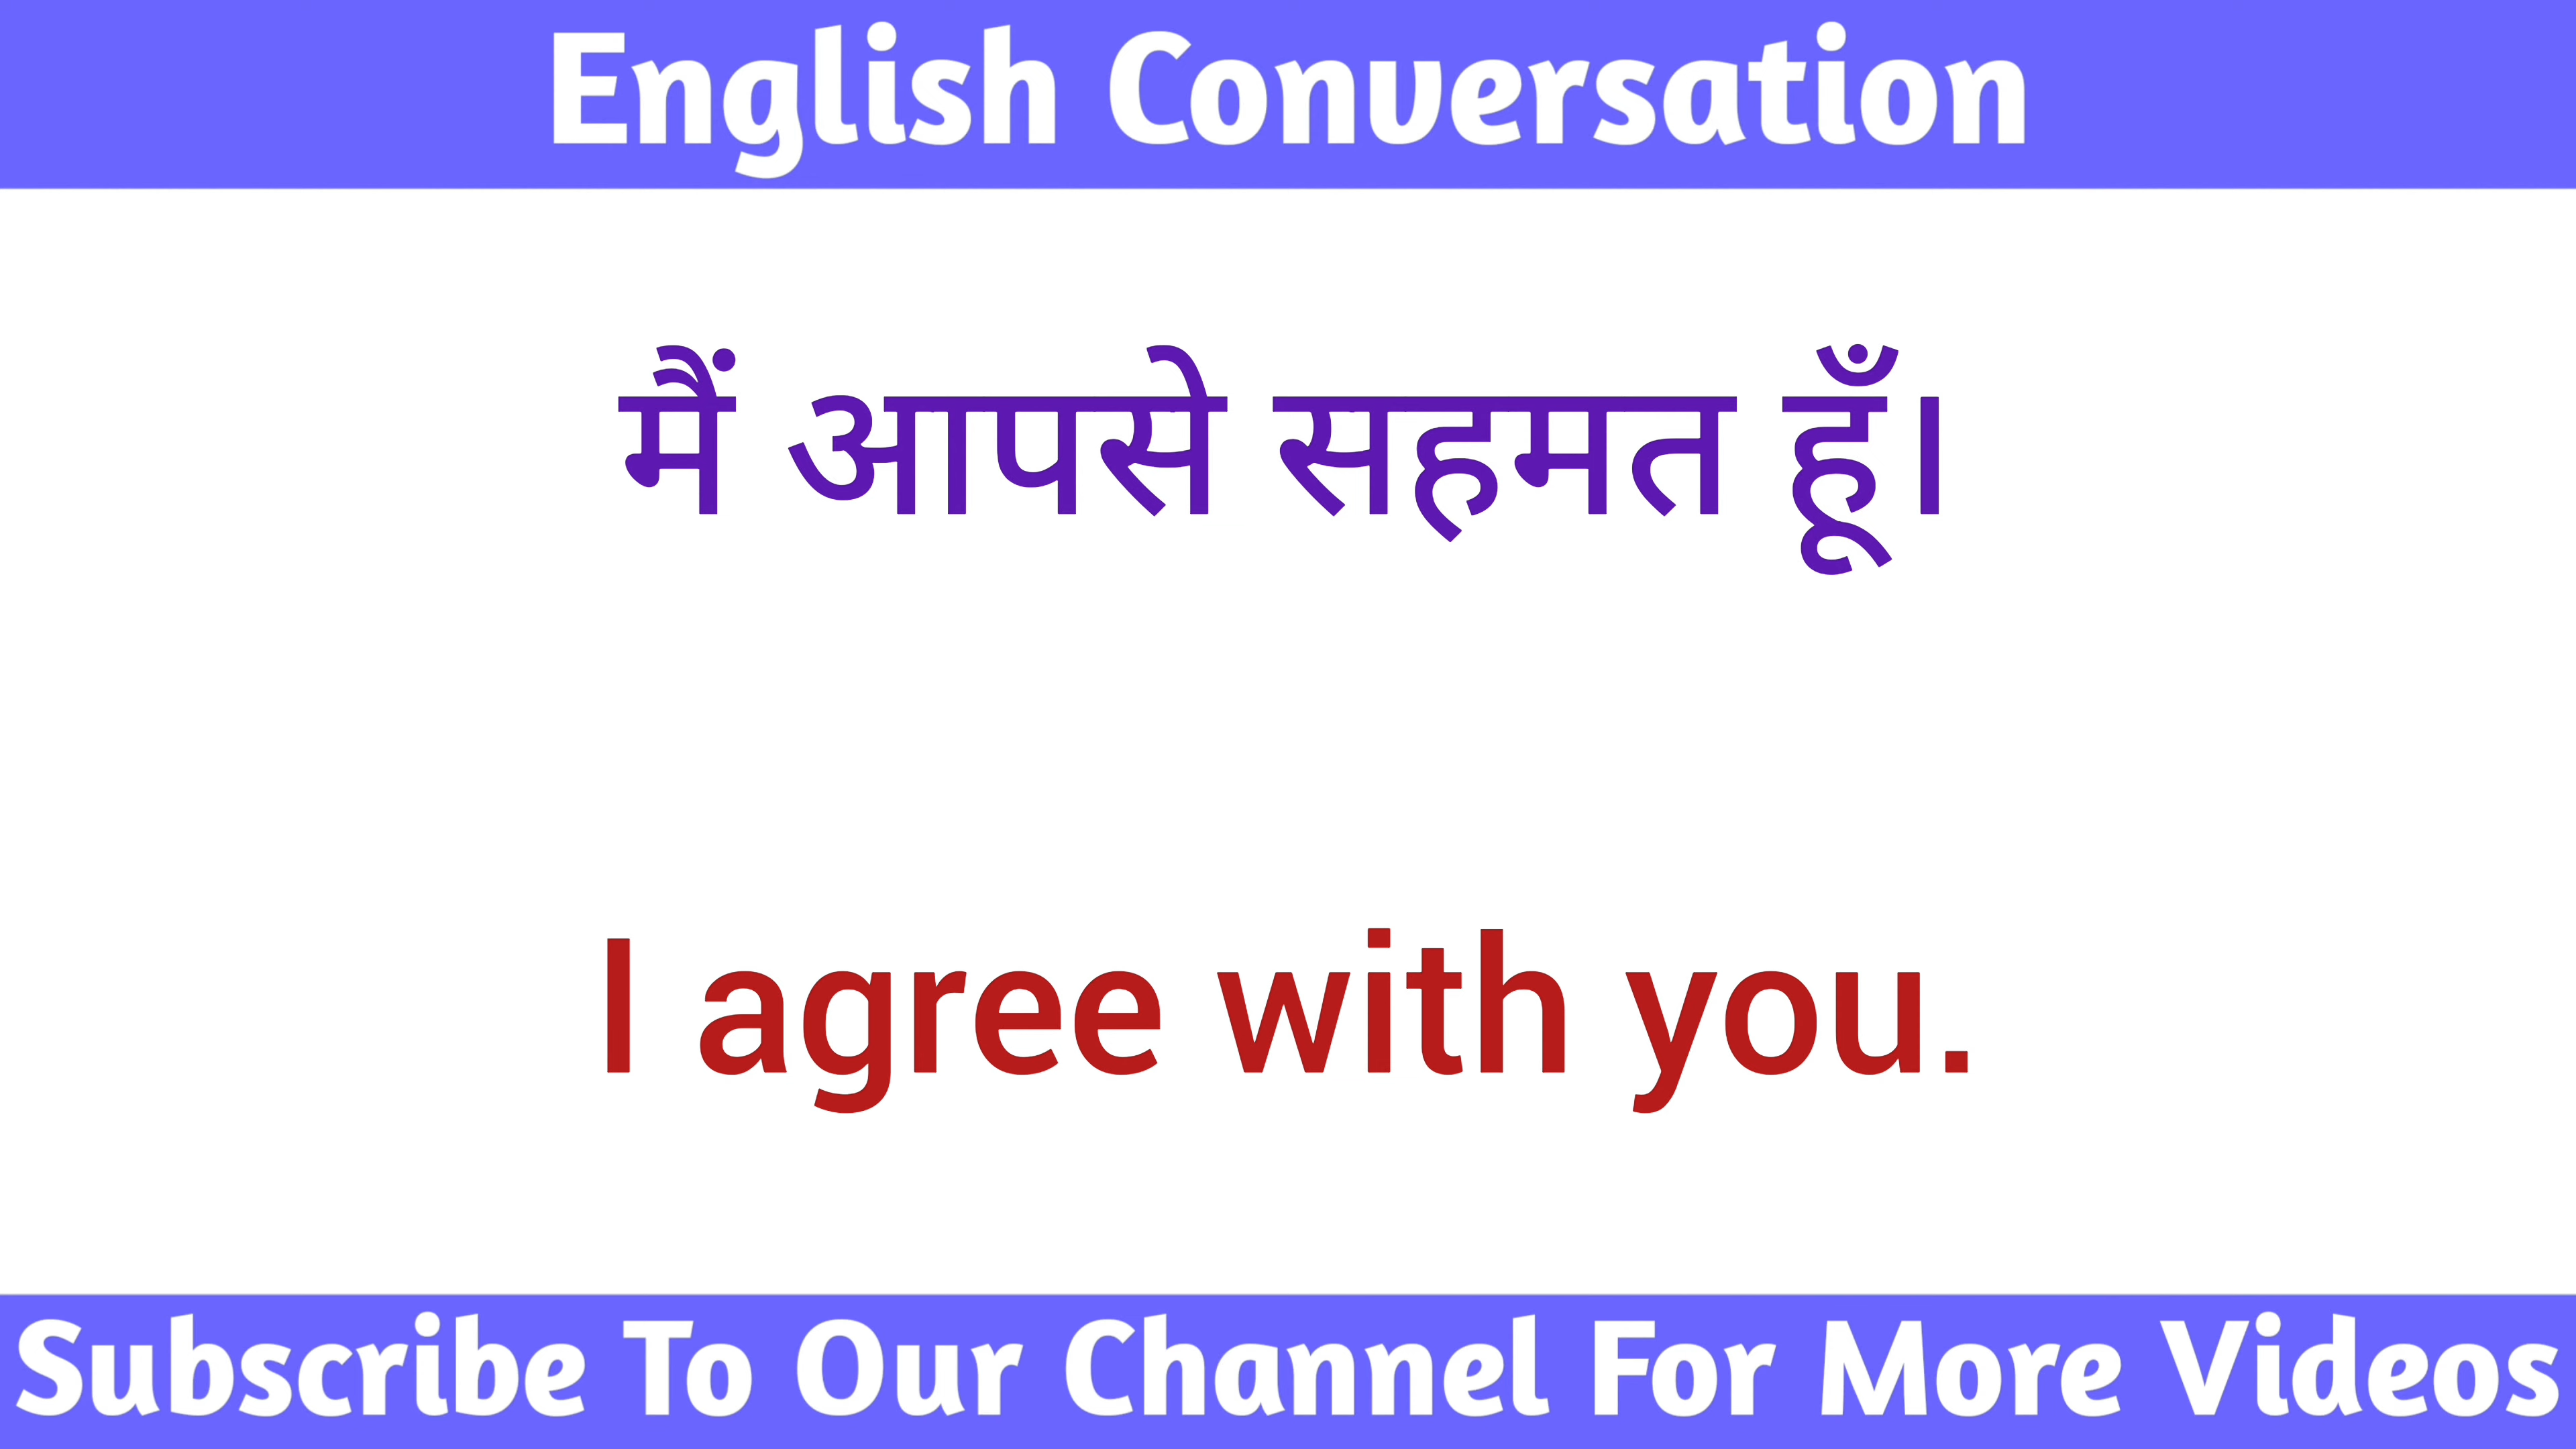 English Conversation
मैं आपसे सहमत हूँ।
I agree with you.
Subscribe To Our Channel For More Videos